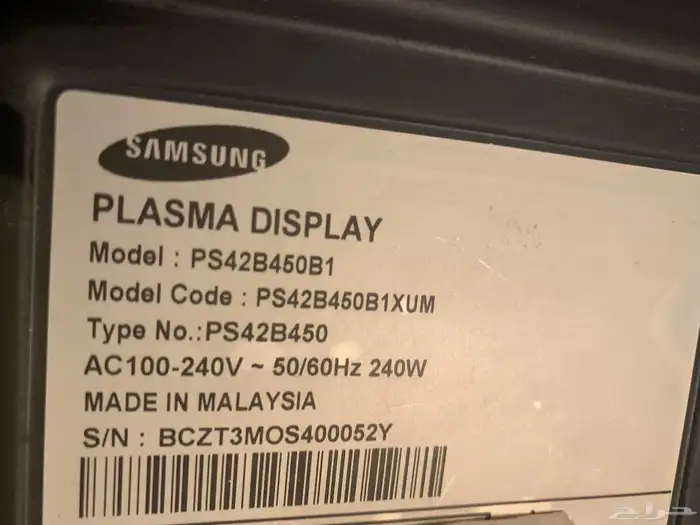 SAMSUNG
PLASMA DISPLAY
Model : PS42B450B1
Model Code : PS42B450B1XUM
Type No.:PS42B450
AC100-240V ~ 50/60Hz 240W
MADE IN MALAYSIA
S/N : BCZT3MOS400052Y
حراج